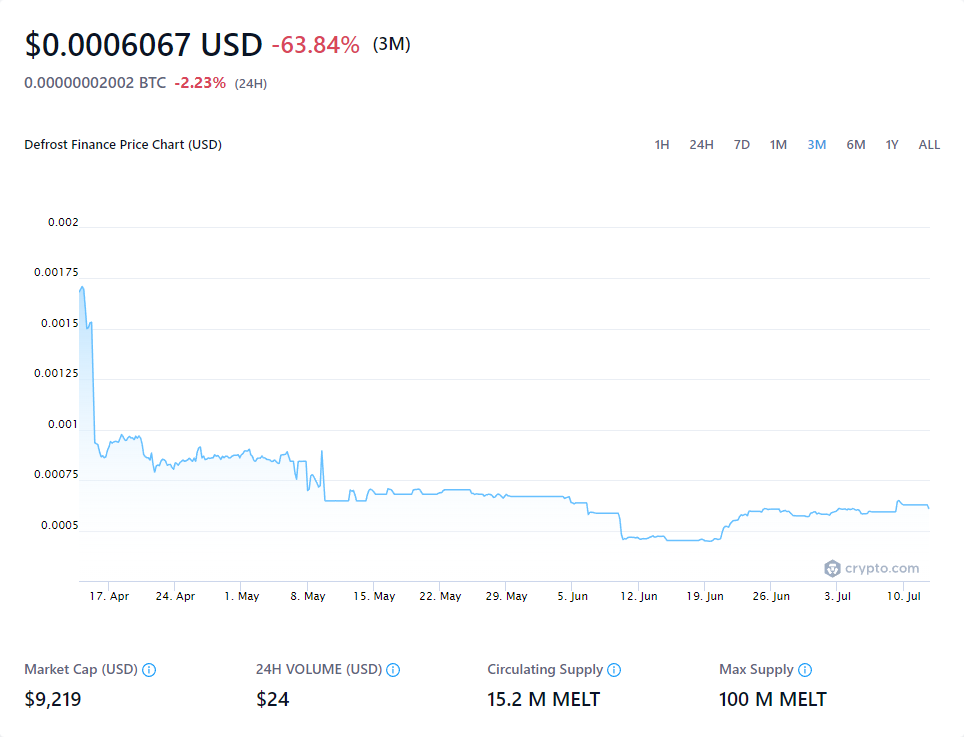 $0.0006067 USD -63.84% (3M)
0.00000002002 BTC -2.23% (24H)
Defrost Finance Price Chart (USD) 1H 24H 7D 1M 3M 6M 1Y ALL
0.002
0.00175
0.0015
0.00125
0.001
0.00075
0.0005
crypto.com
17. Apr 24. Apr 1. May 8. May 15. May 22. May 29. May 5. Jun 12. Jun 19. Jun 26. Jun 3. Jul 10. Jul
Market Cap (USD) 24H VOLUME (USD) Circulating Supply Max Supply
$9,219 $24 15.2 M MELT 100 M MELT